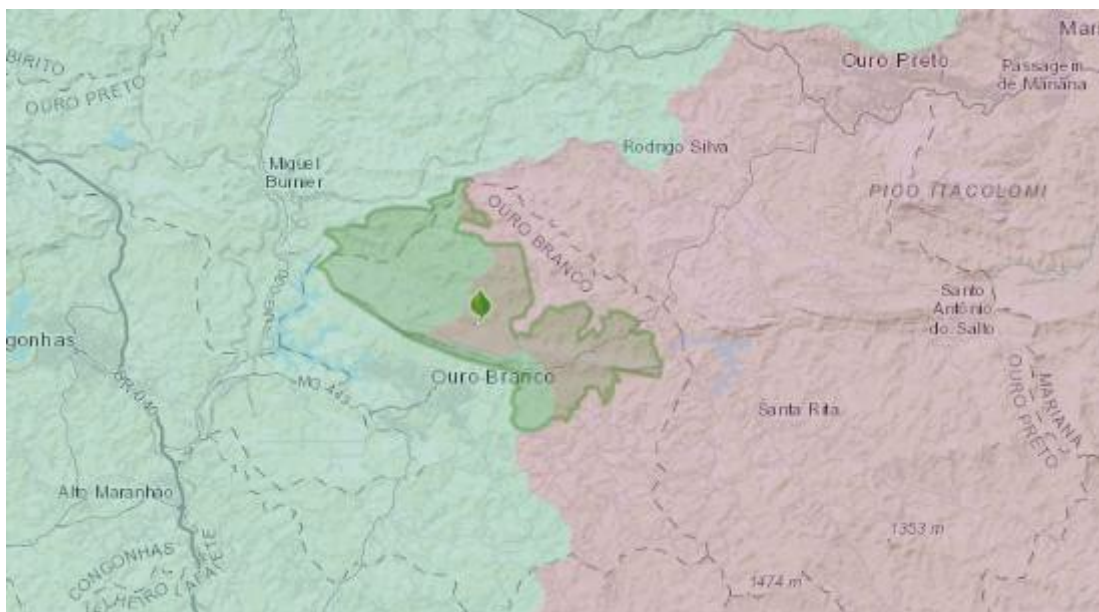 Mari
BIRITO
OURO PRETO
Ouro Preto
Passagem
de Mariana
Rodrigo Silva
Miguel
Burnier
PICO ITACOLOMI
OURO BRANCO
Santo
Antônio
do Salto
gonhas
Ouro Branco
MG-443
BR-040
MARIANA
OURO PRETO
Santa Rita
Alto Maranhão
1353 m
CONGONHAS
1474 m